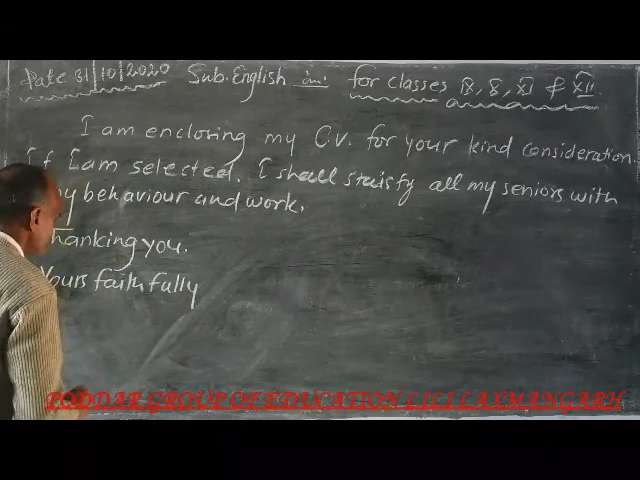 Date 31/10/2020 Sub. English for classes IX, X, XI & XII.
I am enclosing my C.V. for your kind consideration.
If I am selected. I shall stuisfy all my seniors with
my behaviour and work.
Thanking you.
Yours faithfully
PODDAR GROUP OF EDUCATION LILI LAXMANGARH